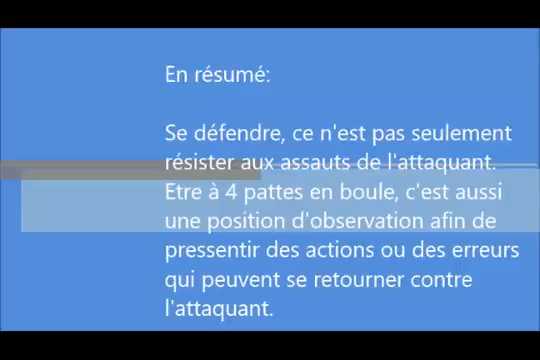 En résumé:
Se défendre, ce n'est pas seulement
résister aux assauts de l'attaquant.
Etre à 4 pattes en boule, c'est aussi
une position d'observation afin de
pressentir des actions ou des erreurs
qui peuvent se retourner contre
l'attaquant.